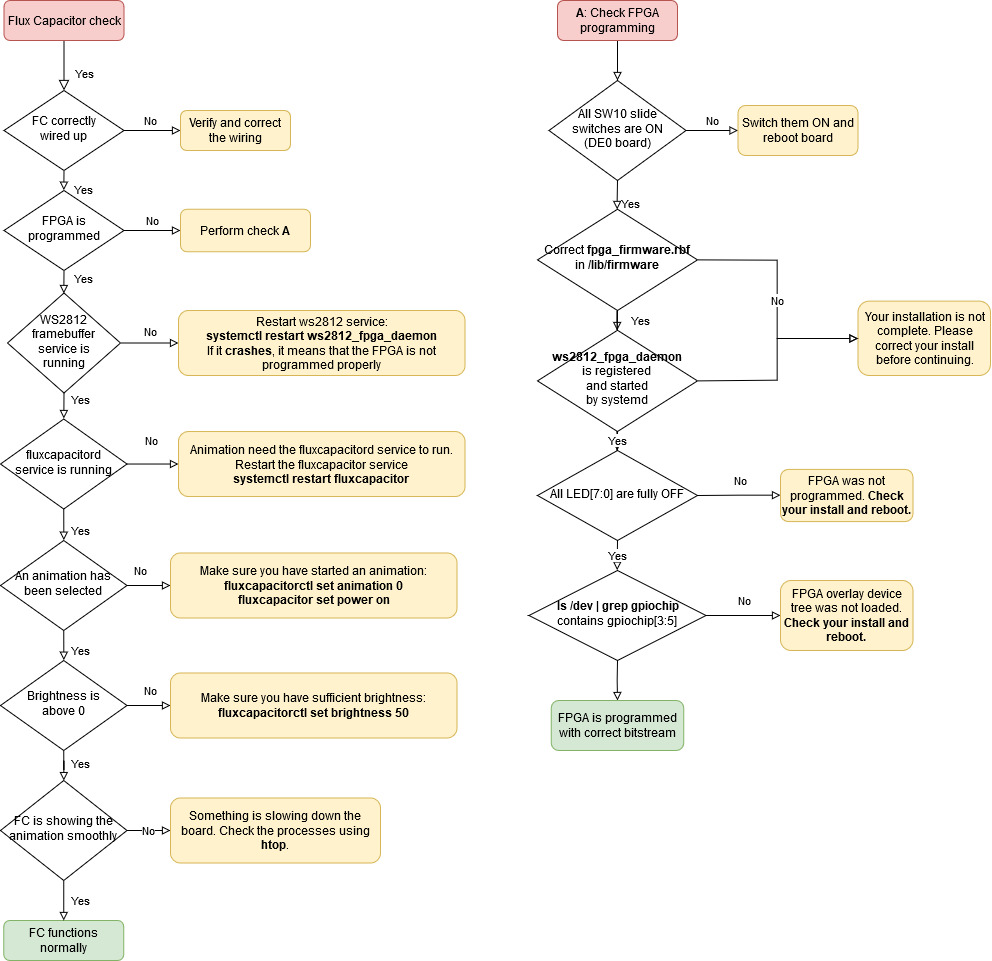 Flux Capacitor check
Yes
FC correctly
wired up
No
Verify and correct
the wiring
Yes
FPGA is
programmed
No
Perform check A
Yes
WS2812
framebuffer
service is
running
No
Restart ws2812 service:
systemctl restart ws2812_fpga_daemon
If it crashes, it means that the FPGA is not
programmed properly
Yes
fluxcapacitord
service is running
No
Animation need the fluxcapacitord service to run.
Restart the fluxcapacitor service
systemctl restart fluxcapacitor
Yes
An animation has
been selected
No
Make sure you have started an animation:
fluxcapacitorctl set animation 0
fluxcapacitor set power on
Yes
Brightness is
above 0
No
Make sure you have sufficient brightness:
fluxcapacitorctl set brightness 50
Yes
FC is showing the
animation smoothly
No
Something is slowing down the
board. Check the processes using
htop.
Yes
FC functions
normally
A: Check FPGA
programming
All SW10 slide
switches are ON
(DE0 board)
No
Switch them ON and
reboot board
Yes
Correct fpga_firmware.rbf
in /lib/firmware
No
Your installation is not
complete. Please
correct your install
before continuing.
Yes
ws2812_fpga_daemon
is registered
and started
by systemd
Yes
All LED[7:0] are fully OFF
No
FPGA was not
programmed. Check
your install and reboot.
Yes
ls /dev | grep gpiochip
contains gpiochip[3:5]
No
FPGA overlay device
tree was not loaded.
Check your install and
reboot.
FPGA is programmed
with correct bitstream